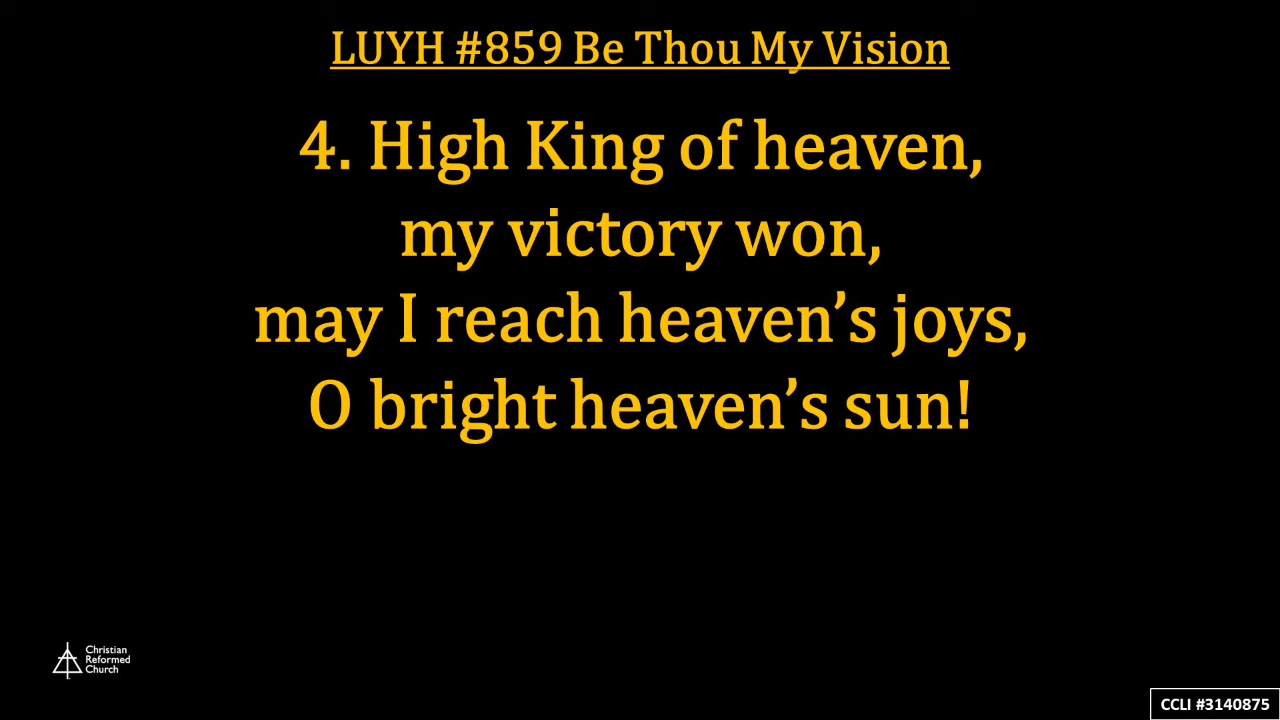 LUYH #859 Be Thou My Vision
4. High King of heaven,
my victory won,
may I reach heaven’s joys,
O bright heaven’s sun!
Christian
Reformed
Church
CCLI #3140875